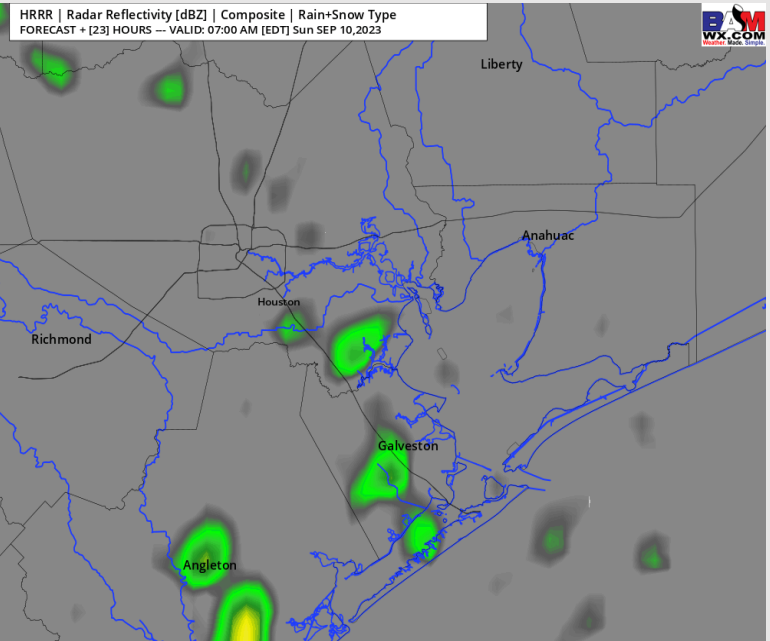 HRRR | Radar Reflectivity [dBZ] | Composite | Rain+Snow Type
FORECAST + [23] HOURS --- VALID: 07:00 AM [EDT] Sun SEP 10,2023
BAM
WX.COM
Weather. Made. Simple.
Liberty
Anahuac
Houston
Richmond
Galveston
Angleton